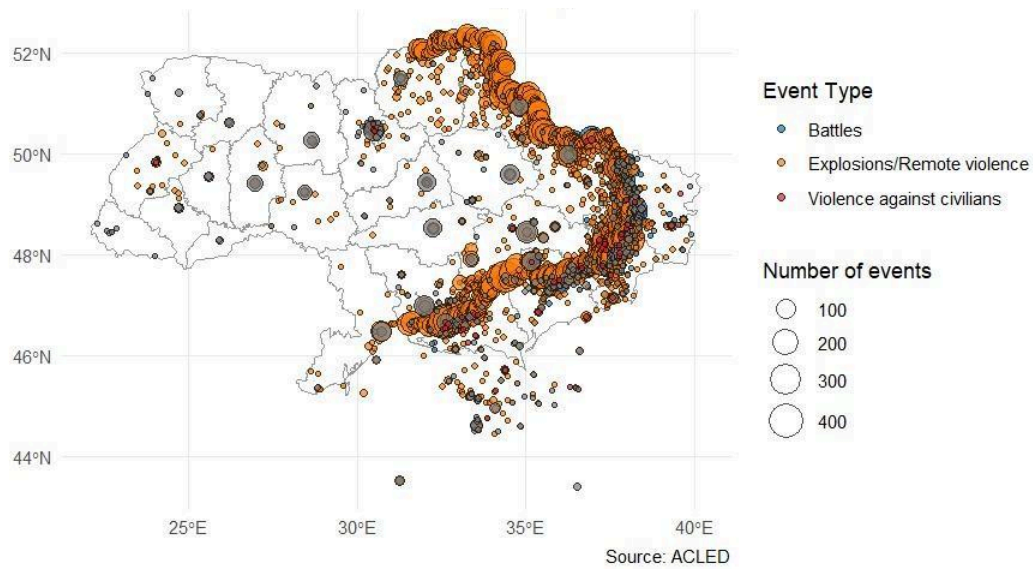 52°N
50°N
48°N
46°N
44°N
25°E 30°E 35°E 40°E
Source: ACLED
Event Type
Battles
Explosions/Remote violence
Violence against civilians
Number of events
100
200
300
400